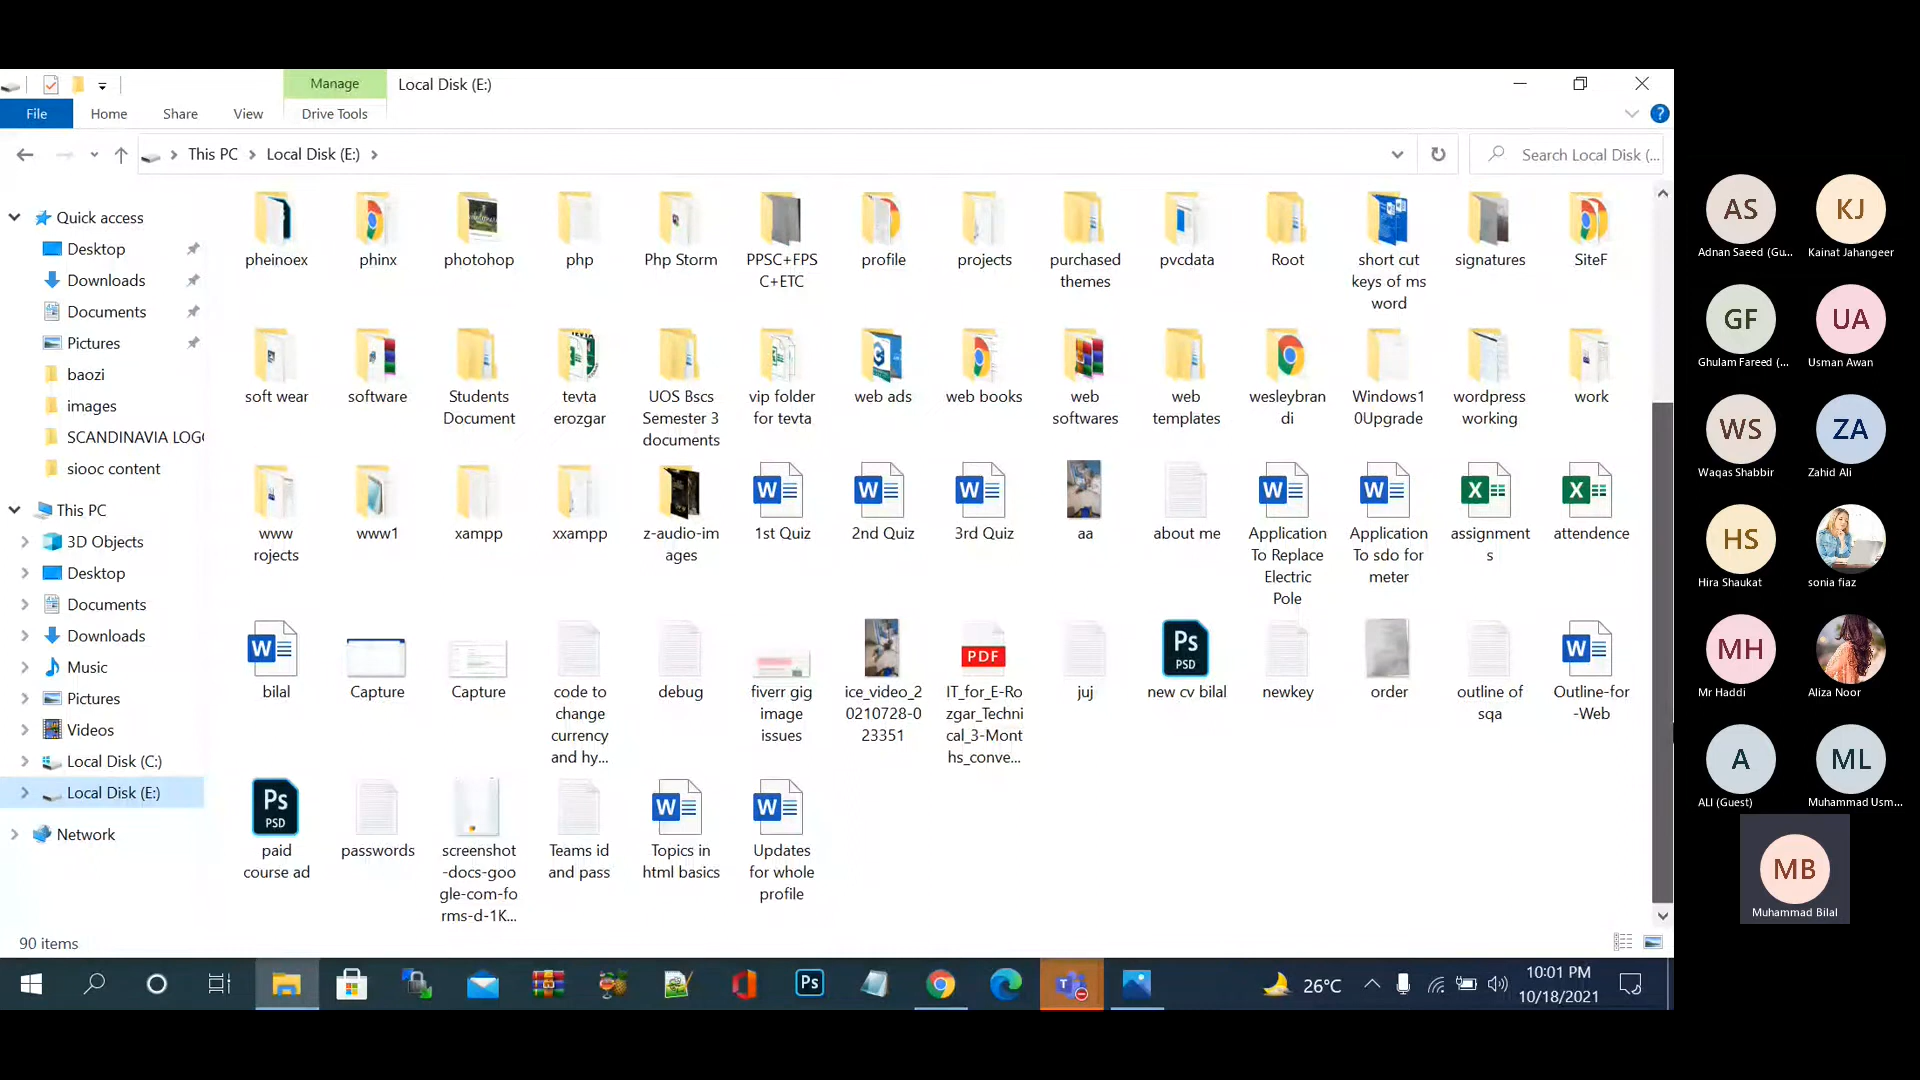 Manage
Local Disk (E:)
File
Home
Share
View
Drive Tools
This PC
Local Disk (E:)
Search Local Disk (...
Quick access
Desktop
Downloads
Documents
Pictures
baozi
images
SCANDINAVIA LOGO
siooc content
This PC
3D Objects
Desktop
Documents
Downloads
Music
Pictures
Videos
Local Disk (C:)
Local Disk (E:)
Network
pheinoex
phinx
photohop
php
Php Storm
PPSC+FPS
C+ETC
profile
projects
purchased
themes
pvcdata
Root
short cut
keys of ms
word
signatures
SiteF
soft wear
software
Students
Document
tevta
erozgar
UOS Bscs
Semester 3
documents
vip folder
for tevta
web ads
web books
web
softwares
web
templates
wesleybran
di
Windows1
0Upgrade
wordpress
working
work
www
rojects
www1
xampp
xxampp
z-audio-im
ages
1st Quiz
2nd Quiz
3rd Quiz
aa
about me
Application
To Replace
Electric
Pole
Application
To sdo for
meter
assignment
s
attendence
bilal
Capture
Capture
code to
change
currency
and hy...
debug
fiverr gig
image
issues
ice_video_2
0210728-0
23351
PDF
IT_for_E-Ro
zgar_Techni
cal_3-Mont
hs_conve...
juj
Ps
PSD
new cv bilal
newkey
order
outline of
sqa
Outline-for
-Web
Ps
PSD
paid
course ad
passwords
screenshot
-docs-goo
gle-com-fo
rms-d-1K...
Teams id
and pass
Topics in
html basics
Updates
for whole
profile
90 items
Ps
26°C
10:01 PM
10/18/2021
AS
Adnan Saeed (Gu...
KJ
Kainat Jahangeer
GF
Ghulam Fareed (...
UA
Usman Awan
WS
Waqas Shabbir
ZA
Zahid Ali
HS
Hira Shaukat
sonia fiaz
MH
Mr Haddi
Aliza Noor
A
ALI (Guest)
ML
Muhammad Usm...
MB
Muhammad Bilal